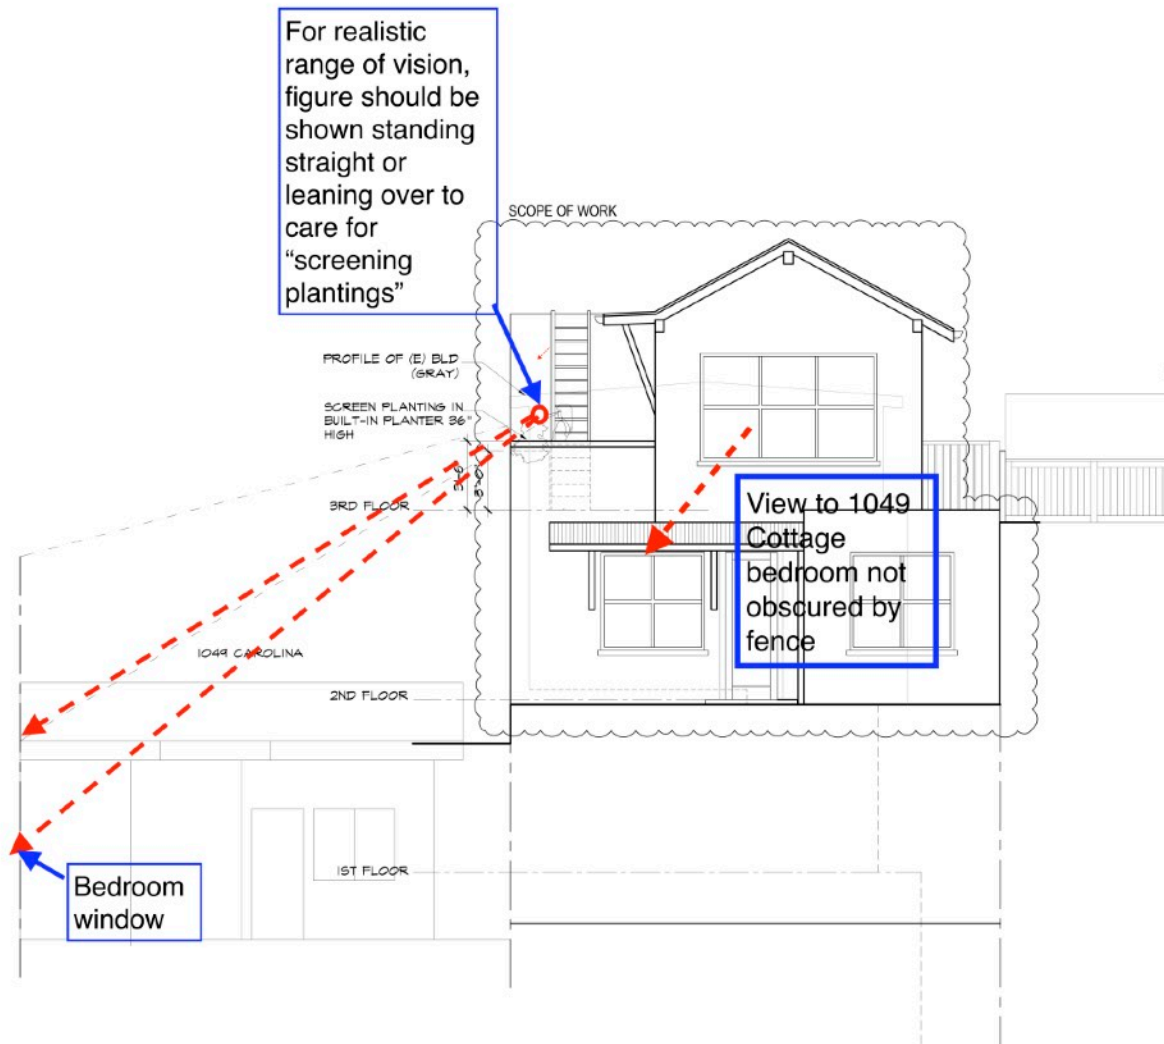 For realistic
range of vision,
figure should be
shown standing
straight or
leaning over to
care for
“screening
plantings”
SCOPE OF WORK
PROFILE OF (E) BLD
(GRAY)
SCREEN PLANTING IN
BUILT-IN PLANTER 36"
HIGH
3RD FLOOR
View to 1049
Cottage
bedroom not
obscured by
fence
1049 CAROLINA
2ND FLOOR
1ST FLOOR
Bedroom
window